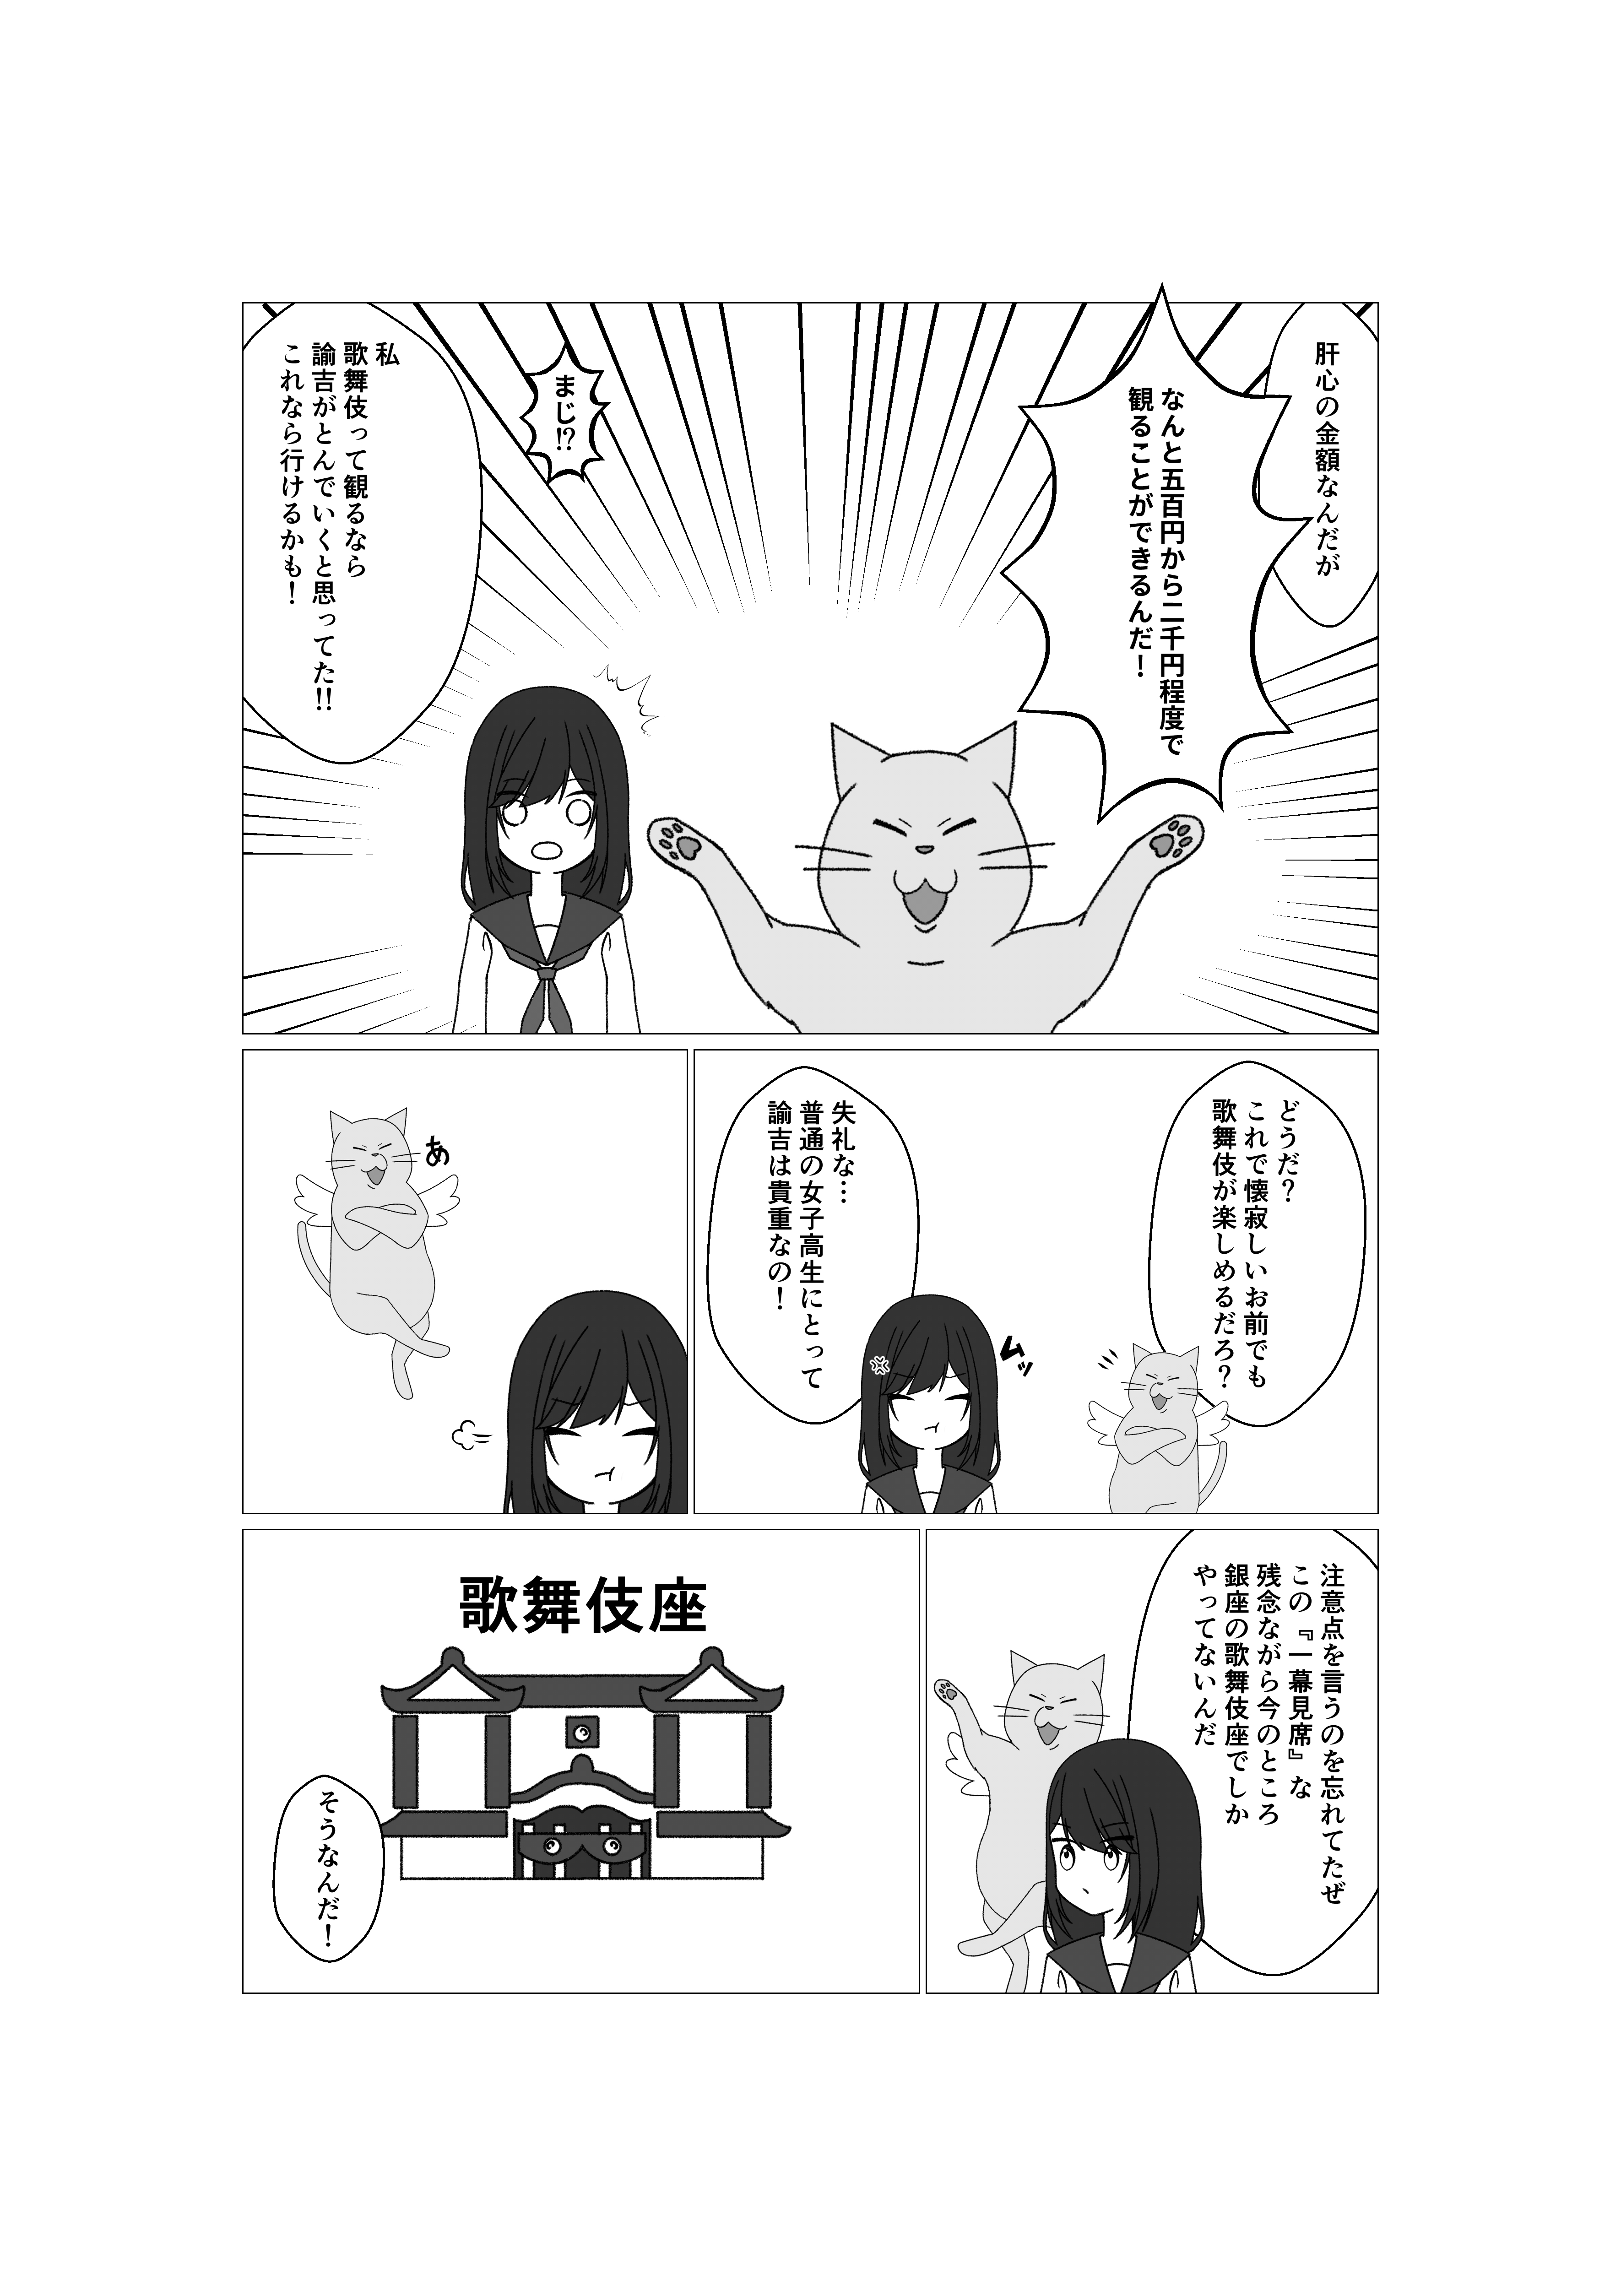 肝心の金額なんだが
なんと五百円から二千円程度で
観ることができるんだ！
まじ!?
私
歌舞伎って観るなら
諭吉がとんでいくと思ってた!!
これなら行けるかも！
どうだ？
これで懐寂しいお前でも
歌舞伎が楽しめるだろ？
ムッ
失礼な…
普通の女子高生にとって
諭吉は貴重なの！
あ
注意点を言うのを忘れてたぜ
この『一幕見席』な
残念ながら今のところ
銀座の歌舞伎座でしか
やってないんだ
歌舞伎座
そうなんだ！